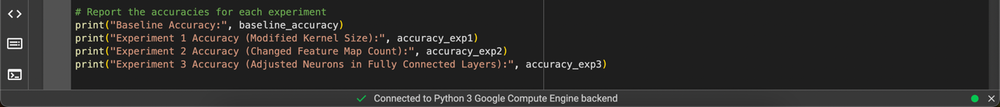 # Report the accuracies for each experiment
print("Baseline Accuracy:", baseline_accuracy)
print("Experiment 1 Accuracy (Modified Kernel Size):", accuracy_exp1)
print("Experiment 2 Accuracy (Changed Feature Map Count):", accuracy_exp2)
print("Experiment 3 Accuracy (Adjusted Neurons in Fully Connected Layers):", accuracy_exp3)
Connected to Python 3 Google Compute Engine backend